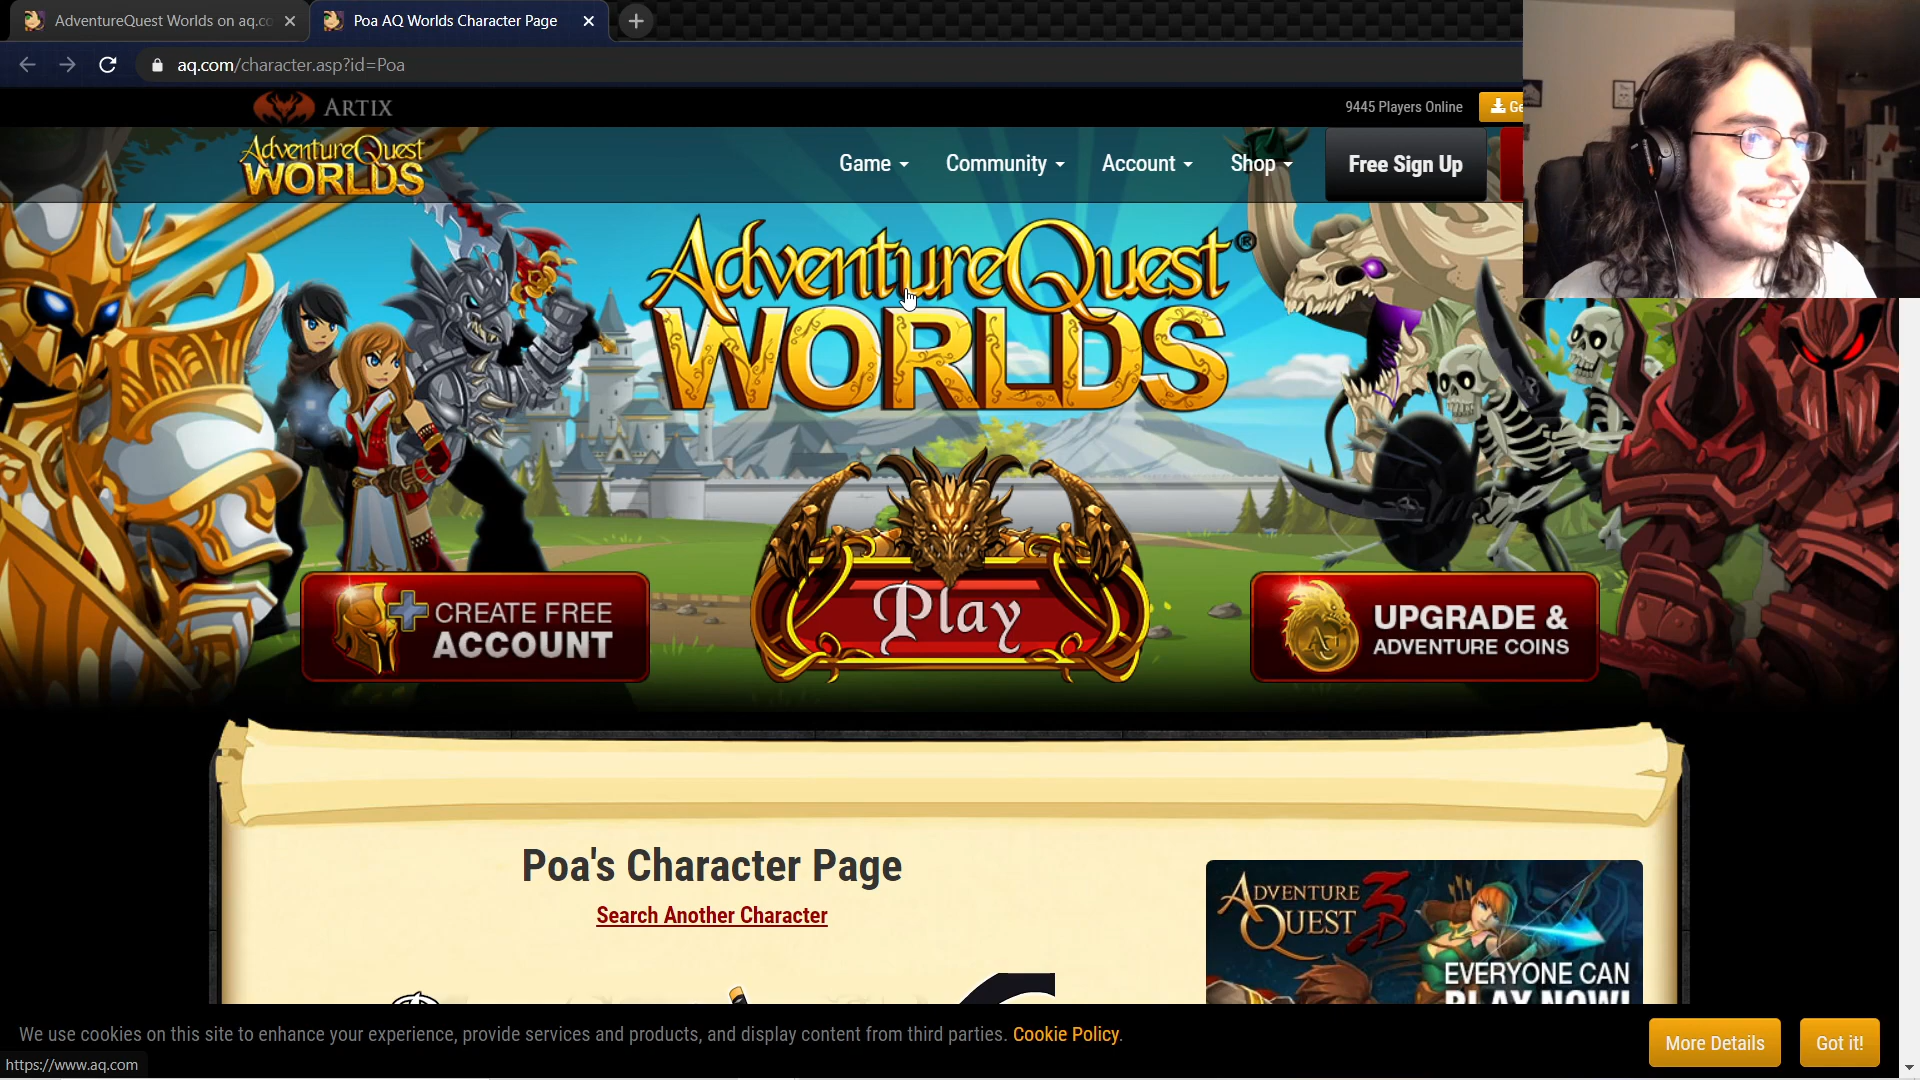 AdventureQuest Worlds on aq.co
Poa AQ Worlds Character Page
aq.com/character.asp?id=Poa
ARTIX
9445 Players Online
Ge
AdventureQuest
WORLDS
Game
Community
Account
Shop
Free Sign Up
AdventureQuest®
WORLDS
CREATE FREE
ACCOUNT
Play
UPGRADE &
ADVENTURE COINS
Poa's Character Page
Search Another Character
ADVENTURE
QUEST 3D
EVERYONE CAN
PLAY NOW!
We use cookies on this site to enhance your experience, provide services and products, and display content from third parties. Cookie Policy.
More Details
Got it!
https://www.aq.com